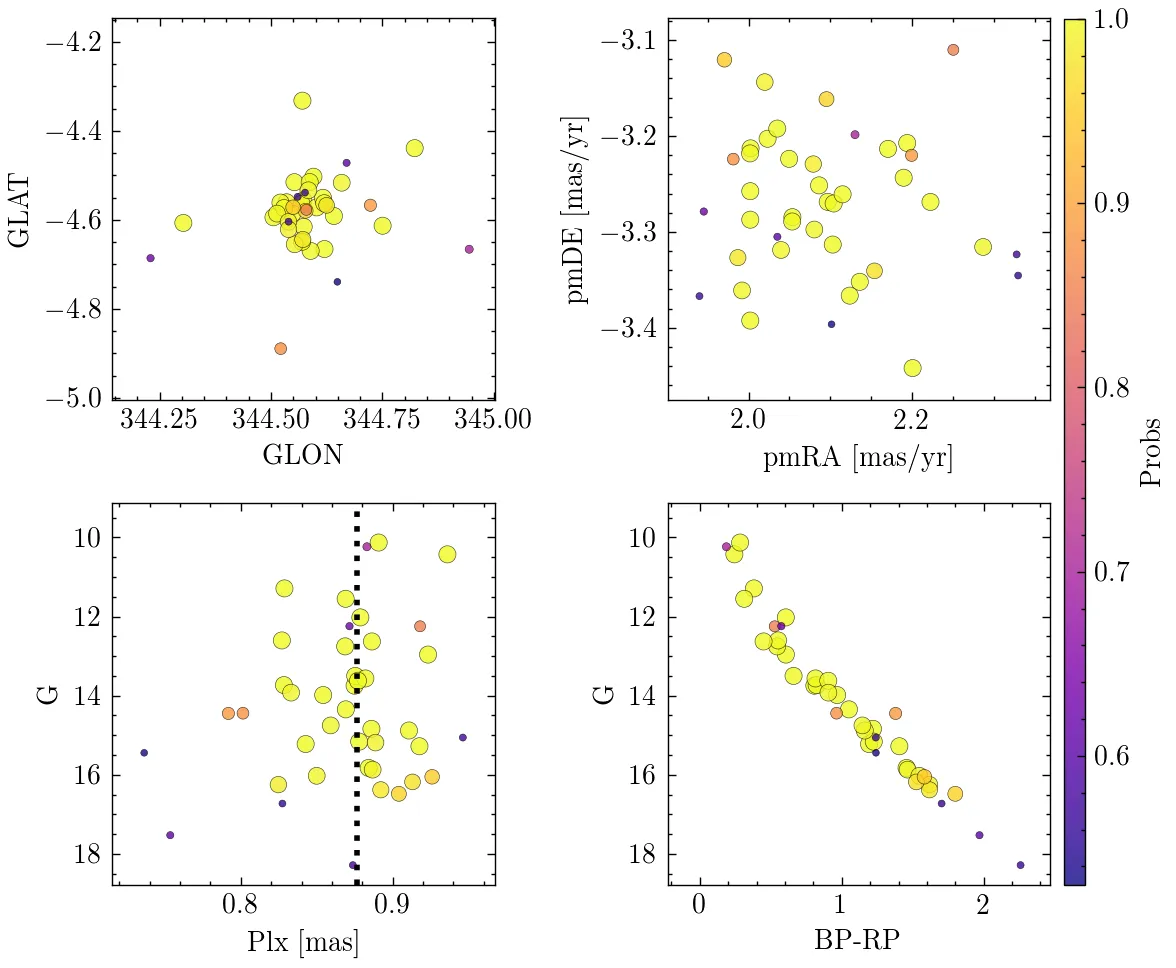 −4.2
−4.4
−4.6
−4.8
−5.0
GLAT
344.25 344.50 344.75 345.00
GLON
−3.1
−3.2
−3.3
−3.4
pmDE [mas/yr]
2.0 2.2
pmRA [mas/yr]
10
12
14
16
18
G
0.8 0.9
Plx [mas]
10
12
14
16
18
G
0 1 2
BP-RP
1.0
0.9
0.8
0.7
0.6
Probs